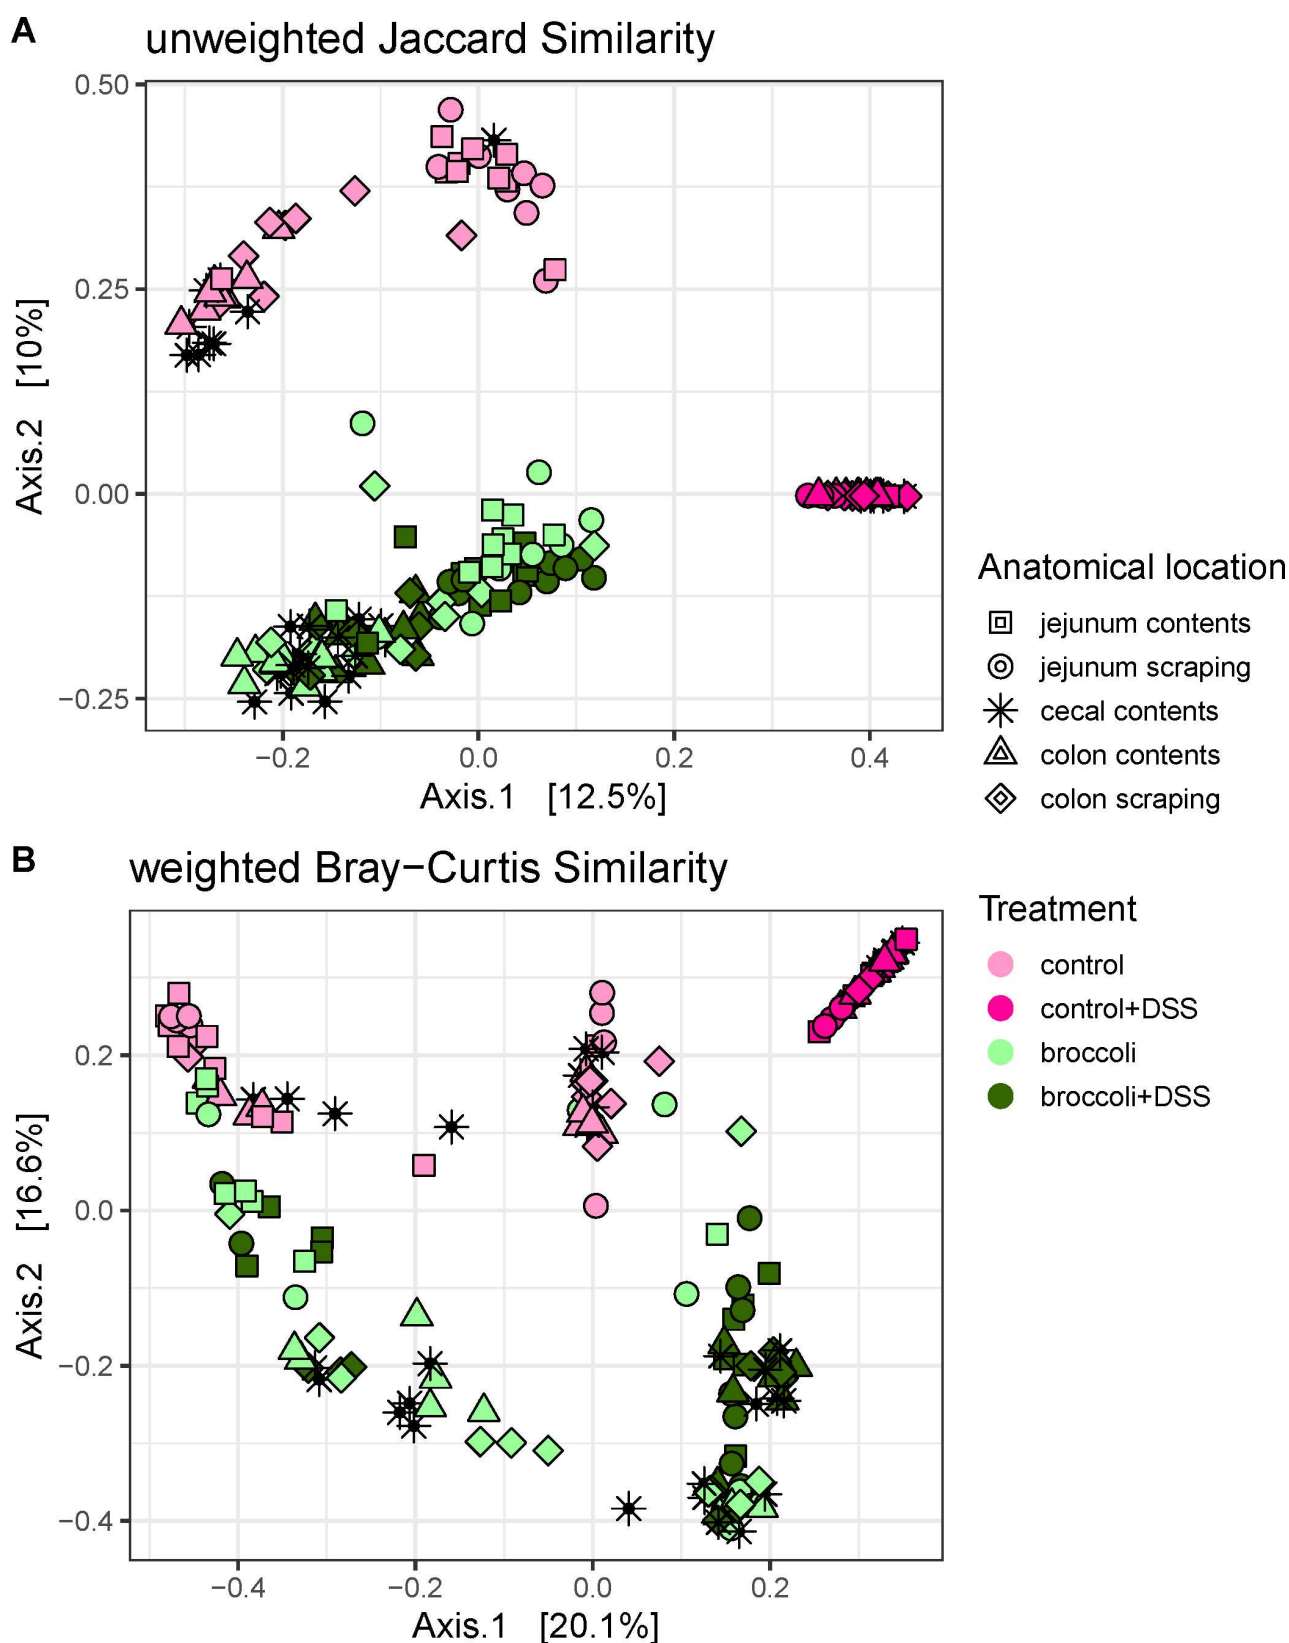 A
unweighted Jaccard Similarity
0.50
0.25
0.00
−0.25
Axis.2 [10%]
−0.2
0.0
0.2
0.4
Axis.1 [12.5%]
Anatomical location
jejunum contents
jejunum scraping
cecal contents
colon contents
colon scraping
B
weighted Bray−Curtis Similarity
0.2
0.0
−0.2
−0.4
Axis.2 [16.6%]
−0.4
−0.2
0.0
0.2
Axis.1 [20.1%]
Treatment
control
control+DSS
broccoli
broccoli+DSS